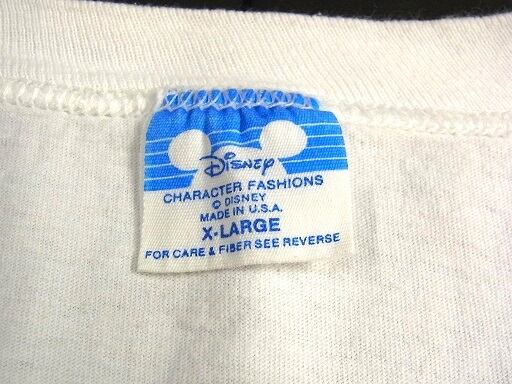 Disney
CHARACTER FASHIONS
© DISNEY
MADE IN U.S.A.
X-LARGE
FOR CARE & FIBER SEE REVERSE